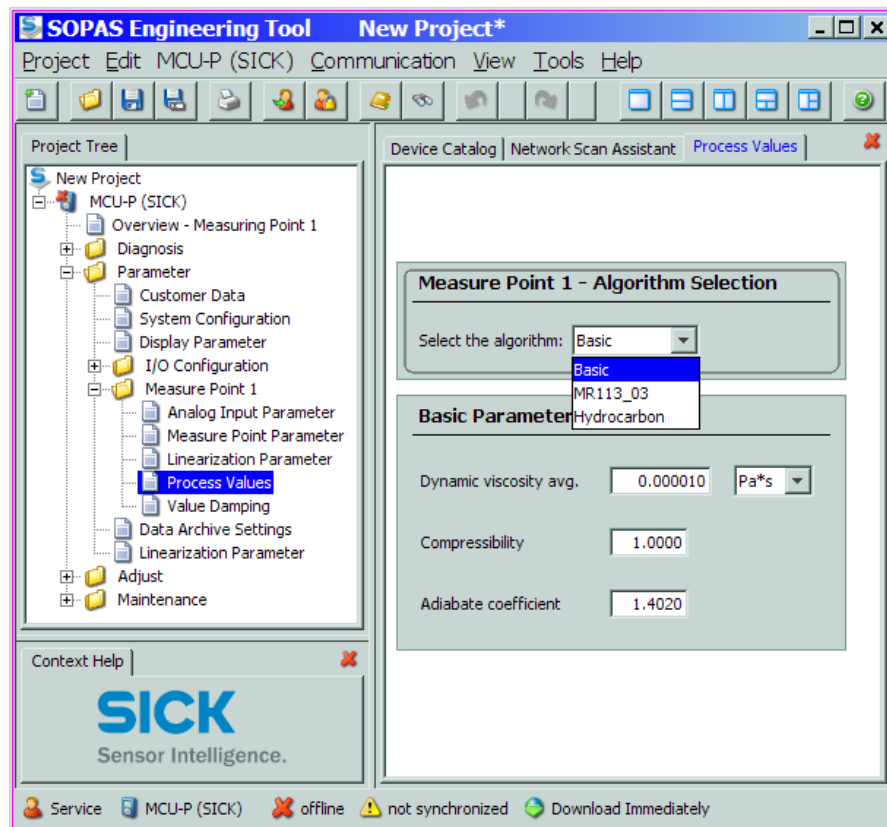 SOPAS Engineering Tool New Project*
Project Edit MCU-P (SICK) Communication View Tools Help
Project Tree
New Project
MCU-P (SICK)
Overview - Measuring Point 1
Diagnosis
Parameter
Customer Data
System Configuration
Display Parameter
I/O Configuration
Measure Point 1
Analog Input Parameter
Measure Point Parameter
Linearization Parameter
Process Values
Value Damping
Data Archive Settings
Linearization Parameter
Adjust
Maintenance
Context Help
SICK
Sensor Intelligence.
Device Catalog Network Scan Assistant Process Values
Measure Point 1 - Algorithm Selection
Select the algorithm: Basic
Basic
MR113_03
Hydrocarbon
Basic Parameter
Dynamic viscosity avg. 0.000010 Pa*s
Compressibility 1.0000
Adiabate coefficient 1.4020
Service MCU-P (SICK) offline not synchronized Download Immediately